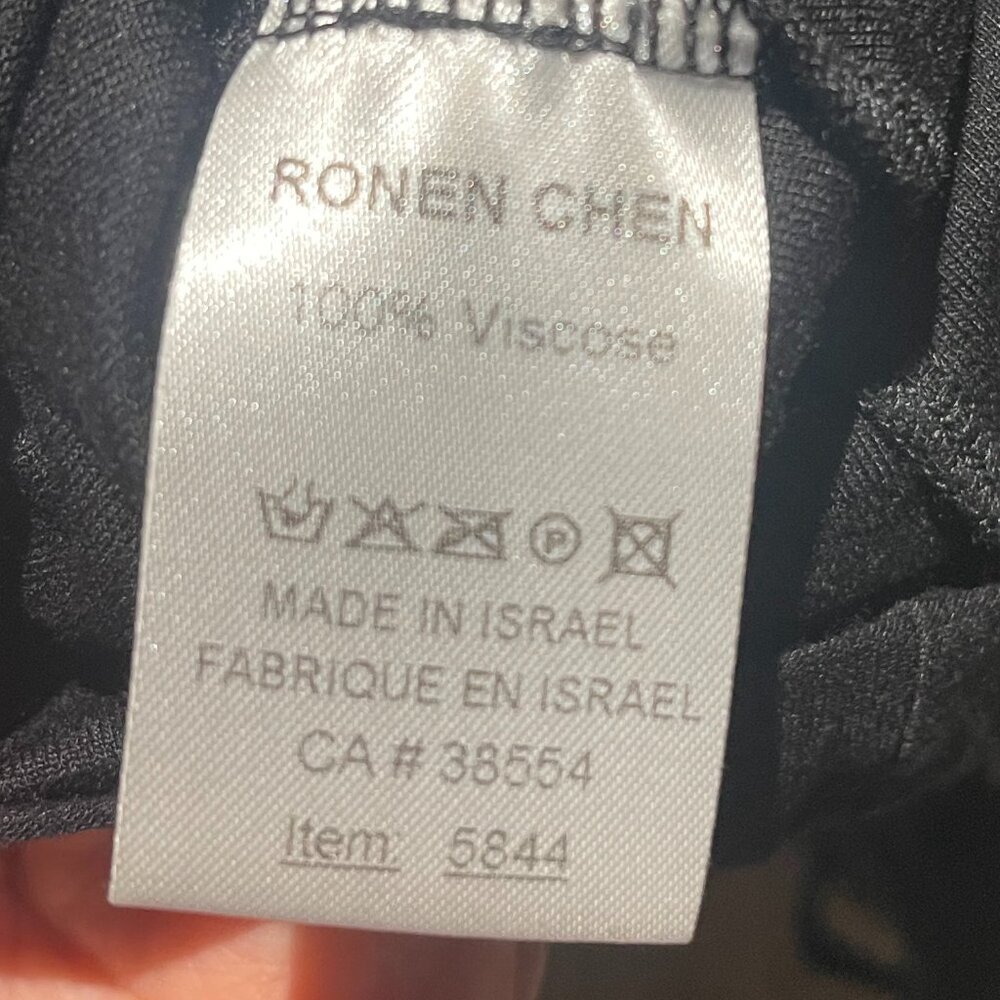 RONEN CHEN
100% Viscose
P
MADE IN ISRAEL
FABRIQUE EN ISRAEL
CA # 38554
Item: 5844